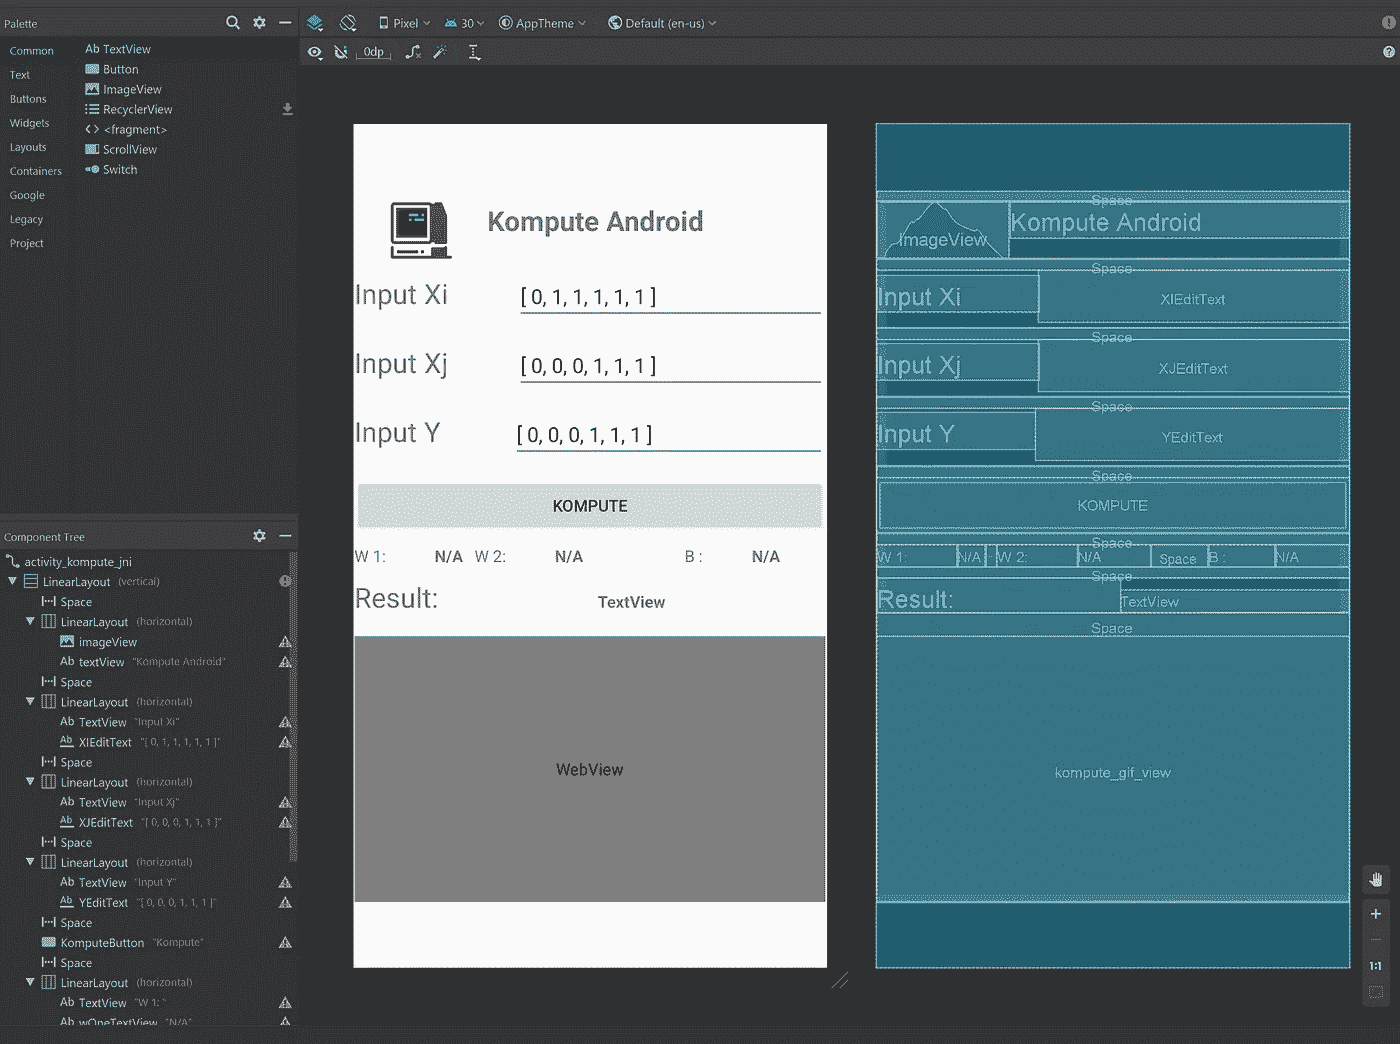 Palette
Pixel 30 AppTheme Default (en-us)
Common
Text
Buttons
Widgets
Layouts
Containers
Google
Legacy
Project
Ab TextView
Button
ImageView
RecyclerView
<> <fragment>
ScrollView
Switch
0dp
Kompute Android
Input Xi [ 0, 1, 1, 1, 1, 1 ]
Input Xj [ 0, 0, 0, 1, 1, 1 ]
Input Y [ 0, 0, 0, 1, 1, 1 ]
KOMPUTE
W 1: N/A W 2: N/A B : N/A
Result: TextView
WebView
Space
ImageView Kompute Android
Space
Input Xi XIEditText
Space
Input Xj XJEditText
Space
Input Y YEditText
Space
KOMPUTE
Space
W 1: N/A W 2: N/A Space B : N/A
Space
Result: TextView
Space
kompute_gif_view
1:1
Component Tree
activity_kompute_jni
LinearLayout (vertical)
Space
LinearLayout (horizontal)
imageView
Ab textView "Kompute Android"
Space
LinearLayout (horizontal)
Ab TextView "Input Xi"
Ab XIEditText "[ 0, 1, 1, 1, 1, 1 ]"
Space
LinearLayout (horizontal)
Ab TextView "Input Xj"
Ab XJEditText "[ 0, 0, 0, 1, 1, 1 ]"
Space
LinearLayout (horizontal)
Ab TextView "Input Y"
Ab YEditText "[ 0, 0, 0, 1, 1, 1 ]"
Space
KomputeButton "Kompute"
Space
LinearLayout (horizontal)
Ab TextView "W 1: "
Ab wOneTextView "N/A"